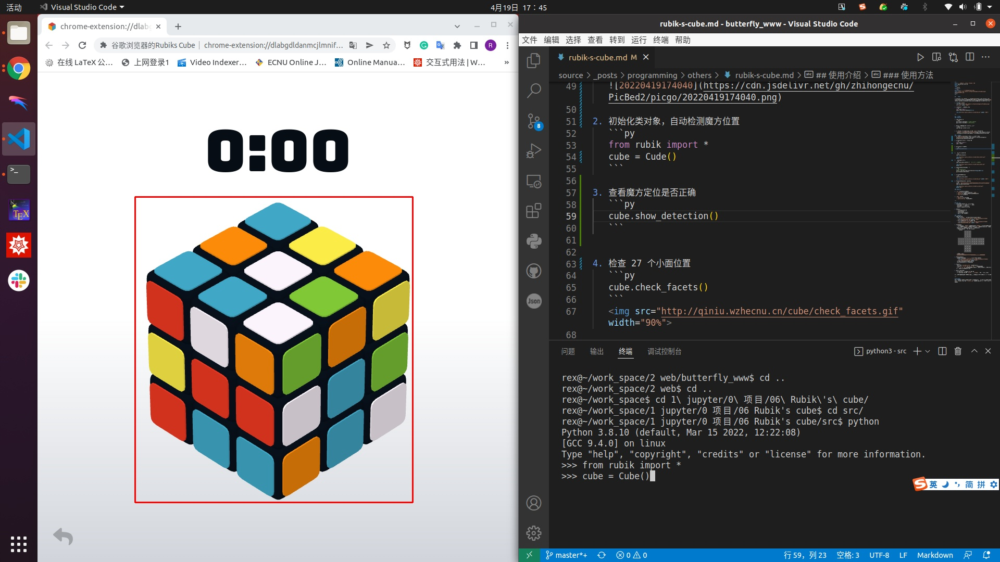 活动
Visual Studio Code
4月19日 17：45
chrome-extension://dlabg
谷歌浏览器的Rubiks Cube
chrome-extension://dlabgdldanmcjlmnif...
R
在线 LaTeX 公...
上网登录1
Video Indexer...
ECNU Online J...
Online Manua...
交互式用法 | W...
»
0:00
rubik-s-cube.md - butterfly_www - Visual Studio Code
文件 编辑 选择 查看 转到 运行 终端 帮助
rubik-s-cube.md M
source > _posts > programming > others > rubik-s-cube.md > ## 使用介绍 > ### 使用方法
49 ![20220419174040](https://cdn.jsdelivr.net/gh/zhihongecnu/
PicBed2/picgo/20220419174040.png)
50
51 2. 初始化类对象，自动检测魔方位置
52 ```py
53 from rubik import *
54 cube = Cude()
55 ```
56
57 3. 查看魔方定位是否正确
58 ```py
59 cube.show_detection()
60 ```
61
62
63 4. 检查 27 个小面位置
64 ```py
65 cube.check_facets()
66 ```
67 <img src="http://qiniu.wzhecnu.cn/cube/check_facets.gif"
width="90%">
68
8
TEX
Json
问题 输出 终端 调试控制台
python3 - src
rex@~/work_space/2 web/butterfly_www$ cd ..
rex@~/work_space/2 web$ cd ..
rex@~/work_space$ cd 1\ jupyter/0\ 项目/06\ Rubik\'s\ cube/
rex@~/work_space/1 jupyter/0 项目/06 Rubik's cube$ cd src/
rex@~/work_space/1 jupyter/0 项目/06 Rubik's cube/src$ python
Python 3.8.10 (default, Mar 15 2022, 12:22:08)
[GCC 9.4.0] on linux
Type "help", "copyright", "credits" or "license" for more information.
>>> from rubik import *
>>> cube = Cube()
S 英 简 拼
master*+
0 0
行 59，列 23
空格: 3
UTF-8
LF
Markdown